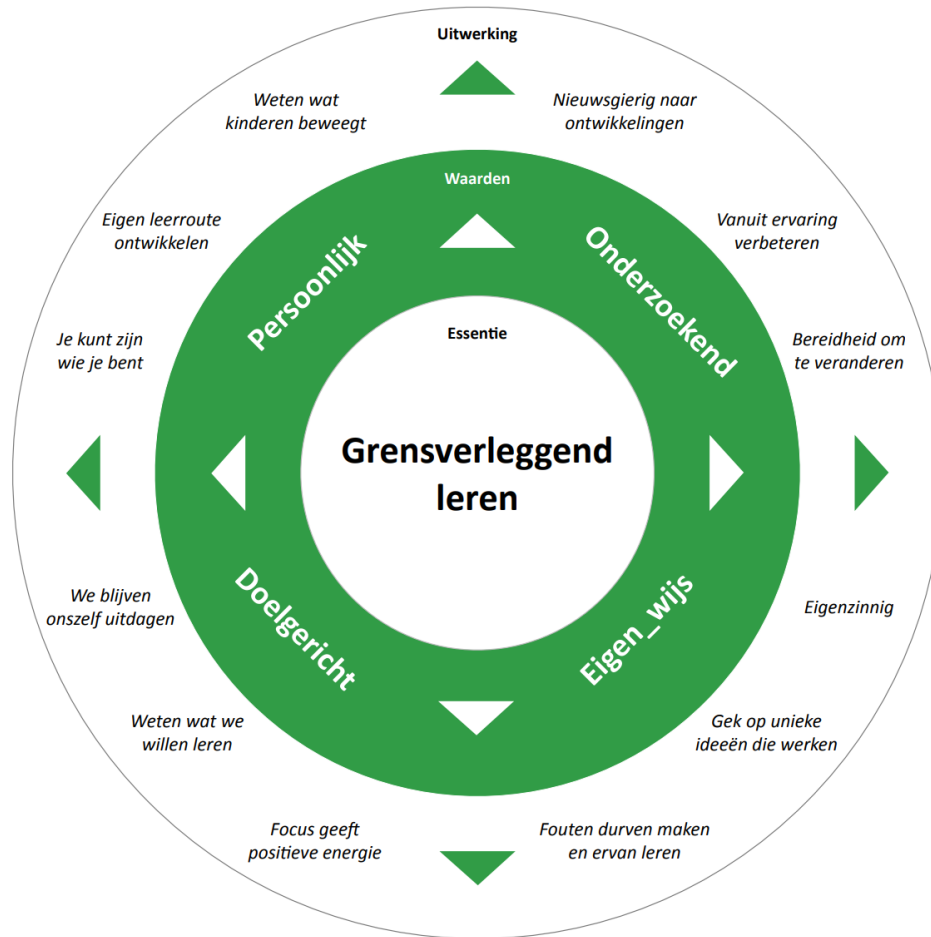 Uitwerking
Weten wat
kinderen beweegt
Nieuwsgierig naar
ontwikkelingen
Waarden
Eigen leerroute
ontwikkelen
Vanuit ervaring
verbeteren
Persoonlijk
Onderzoekend
Je kunt zijn
wie je bent
Essentie
Bereidheid om
te veranderen
Grensverleggend
leren
We blijven
onszelf uitdagen
Doelgericht
Eigen_wijs
Eigenzinnig
Weten wat we
willen leren
Gek op unieke
ideeën die werken
Focus geeft
positieve energie
Fouten durven maken
en ervan leren